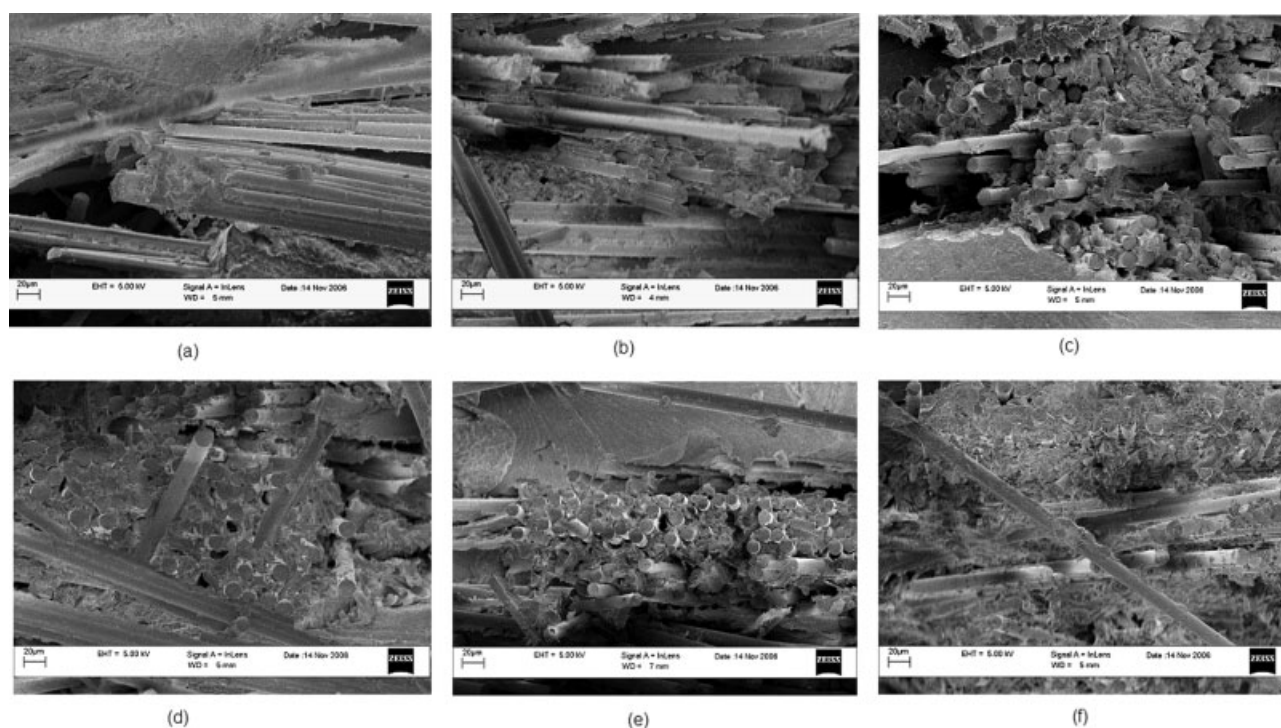 20µm EHT = 5.00 kV Signal A = InLens Date :14 Nov 2006 ZEISS
WD = 5 mm
20µm EHT = 5.00 kV Signal A = InLens Date :14 Nov 2006 ZEISS
WD = 4 mm
20µm EHT = 5.00 kV Signal A = InLens Date :14 Nov 2006 ZEISS
WD = 5 mm
(a)
(b)
(c)
20µm EHT = 5.00 kV Signal A = InLens Date :14 Nov 2006 ZEISS
WD = 6 mm
20µm EHT = 5.00 kV Signal A = InLens Date :14 Nov 2006 ZEISS
WD = 7 mm
20µm EHT = 5.00 kV Signal A = InLens Date :14 Nov 2006 ZEISS
WD = 5 mm
(d)
(e)
(f)